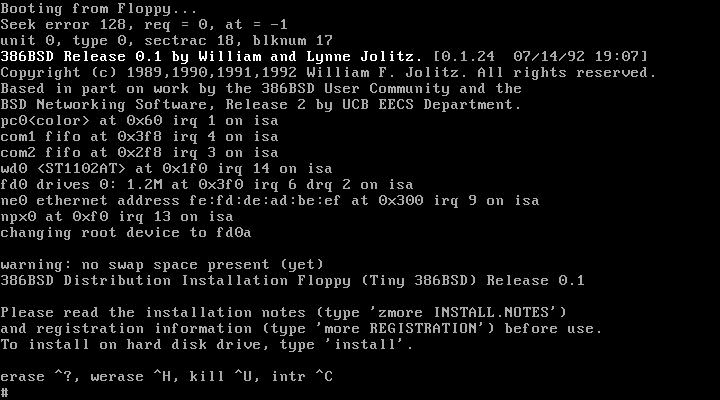 Booting from Floppy...
Seek error 128, req = 0, at = -1
unit 0, type 0, sectrac 18, blknum 17
386BSD Release 0.1 by William and Lynne Jolitz. [0.1.24  07/14/92 19:07]
Copyright (c) 1989,1990,1991,1992 William F. Jolitz. All rights reserved.
Based in part on work by the 386BSD User Community and the
BSD Networking Software, Release 2 by UCB EECS Department.
pc0<color> at 0x60 irq 1 on isa
com1 fifo at 0x3f8 irq 4 on isa
com2 fifo at 0x2f8 irq 3 on isa
wd0 <ST1102AT> at 0x1f0 irq 14 on isa
fd0 drives 0: 1.2M at 0x3f0 irq 6 drq 2 on isa
ne0 ethernet address fe:fd:de:ad:be:ef at 0x300 irq 9 on isa
npx0 at 0xf0 irq 13 on isa
changing root device to fd0a
warning: no swap space present (yet)
386BSD Distribution Installation Floppy (Tiny 386BSD) Release 0.1
Please read the installation notes (type 'zmore INSTALL.NOTES')
and registration information (type 'more REGISTRATION') before use.
To install on hard disk drive, type 'install'.
erase ^?, werase ^H, kill ^U, intr ^C
#